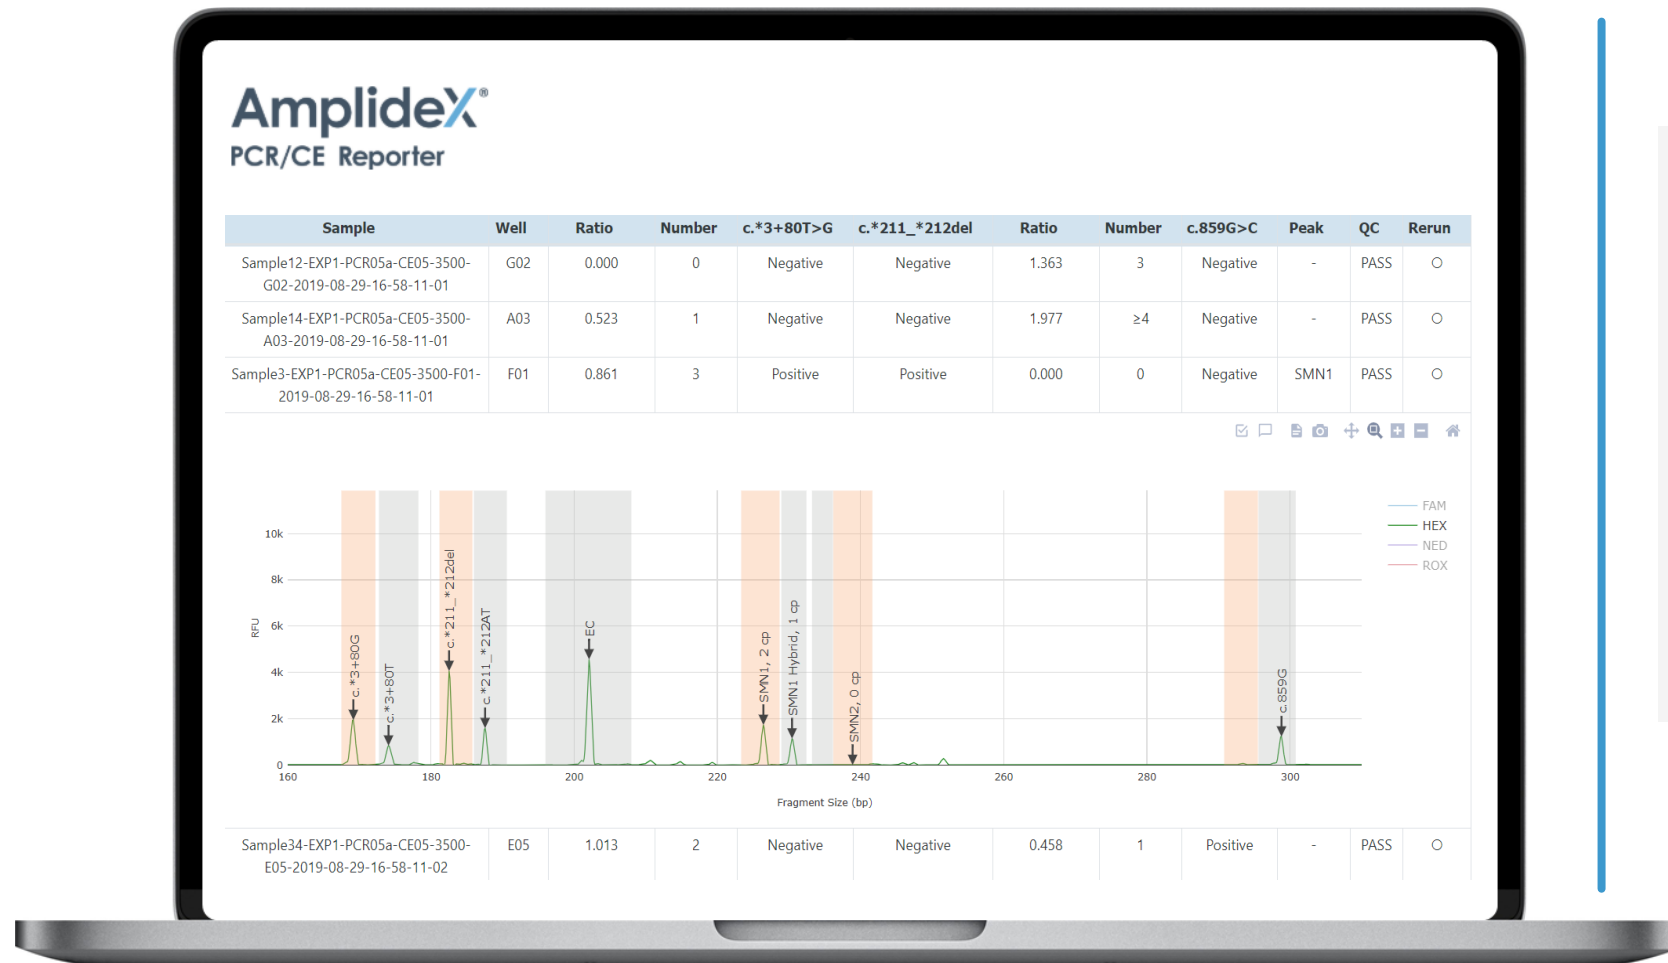 AmplideX®
PCR/CE Reporter
Sample Well Ratio Number c.*3+80T>G c.*211_*212del Ratio Number c.859G>C Peak QC Rerun
Sample12-EXP1-PCR05a-CE05-3500- G02 0.000 0 Negative Negative 1.363 3 Negative - PASS
G02-2019-08-29-16-58-11-01
Sample14-EXP1-PCR05a-CE05-3500- A03 0.523 1 Negative Negative 1.977 ≥4 Negative - PASS
A03-2019-08-29-16-58-11-01
Sample3-EXP1-PCR05a-CE05-3500-F01- F01 0.861 3 Positive Positive 0.000 0 Negative SMN1 PASS
2019-08-29-16-58-11-01
FAM
HEX
NED
ROX
10k
8k
6k
4k
2k
0
RFU
c.*3+80G
c.*3+80T
c.*211_*212del
c.*211_*212AT
EC
SMN1, 2 cp
SMN1 Hybrid, 1 cp
SMN2, 0 cp
c.859G
160 180 200 220 240 260 280 300
Fragment Size (bp)
Sample34-EXP1-PCR05a-CE05-3500- E05 1.013 2 Negative Negative 0.458 1 Positive - PASS
E05-2019-08-29-16-58-11-02